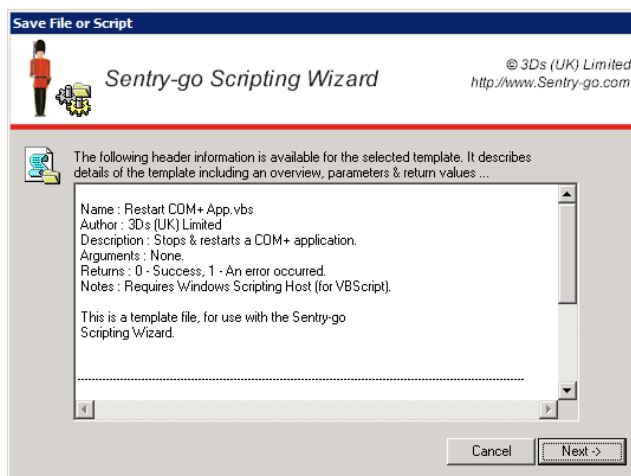 Save File or Script
Sentry-go Scripting Wizard
© 3Ds (UK) Limited
http://www.Sentry-go.com
The following header information is available for the selected template. It describes
details of the template including an overview, parameters & return values ...
Name : Restart COM+ App.vbs
Author : 3Ds (UK) Limited
Description : Stops & restarts a COM+ application.
Arguments : None.
Returns : 0 - Success, 1 - An error occurred.
Notes : Requires Windows Scripting Host (for VBScript).
This is a template file, for use with the Sentry-go
Scripting Wizard.
Cancel
Next ->